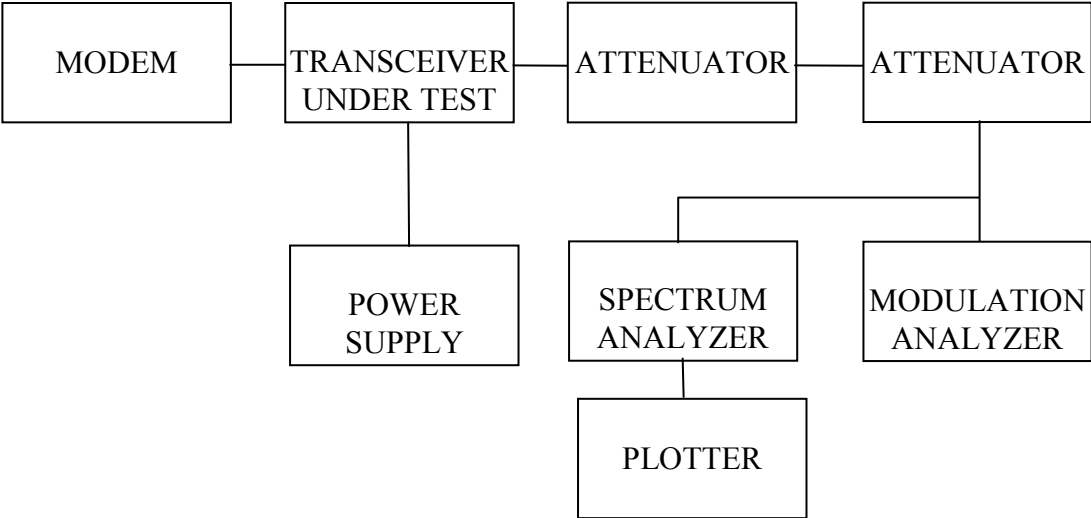 MODEM
TRANSCEIVER
UNDER TEST
ATTENUATOR
ATTENUATOR
POWER
SUPPLY
SPECTRUM
ANALYZER
MODULATION
ANALYZER
PLOTTER